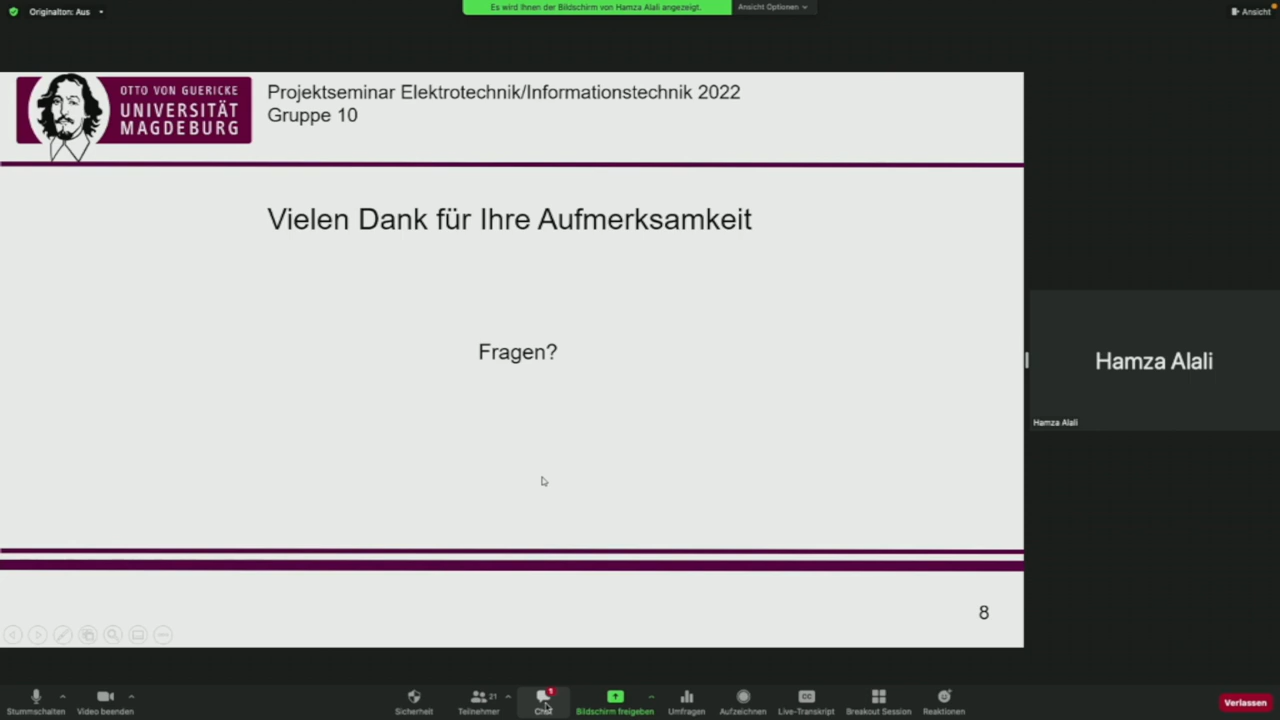 Originalton: Aus
Es wird Ihnen der Bildschirm von Hamza Alali angezeigt.
Ansicht Optionen
Ansicht
OTTO VON GUERICKE
UNIVERSITÄT
MAGDEBURG
Projektseminar Elektrotechnik/Informationstechnik 2022
Gruppe 10
Vielen Dank für Ihre Aufmerksamkeit
Fragen?
Hamza Alali
Hamza Alali
8
Stummschalten
Video beenden
Sicherheit
21
Teilnehmer
1
Chat
Bildschirm freigeben
Umfragen
Aufzeichnen
CC
Live-Transkript
Breakout Session
Reaktionen
Verlassen